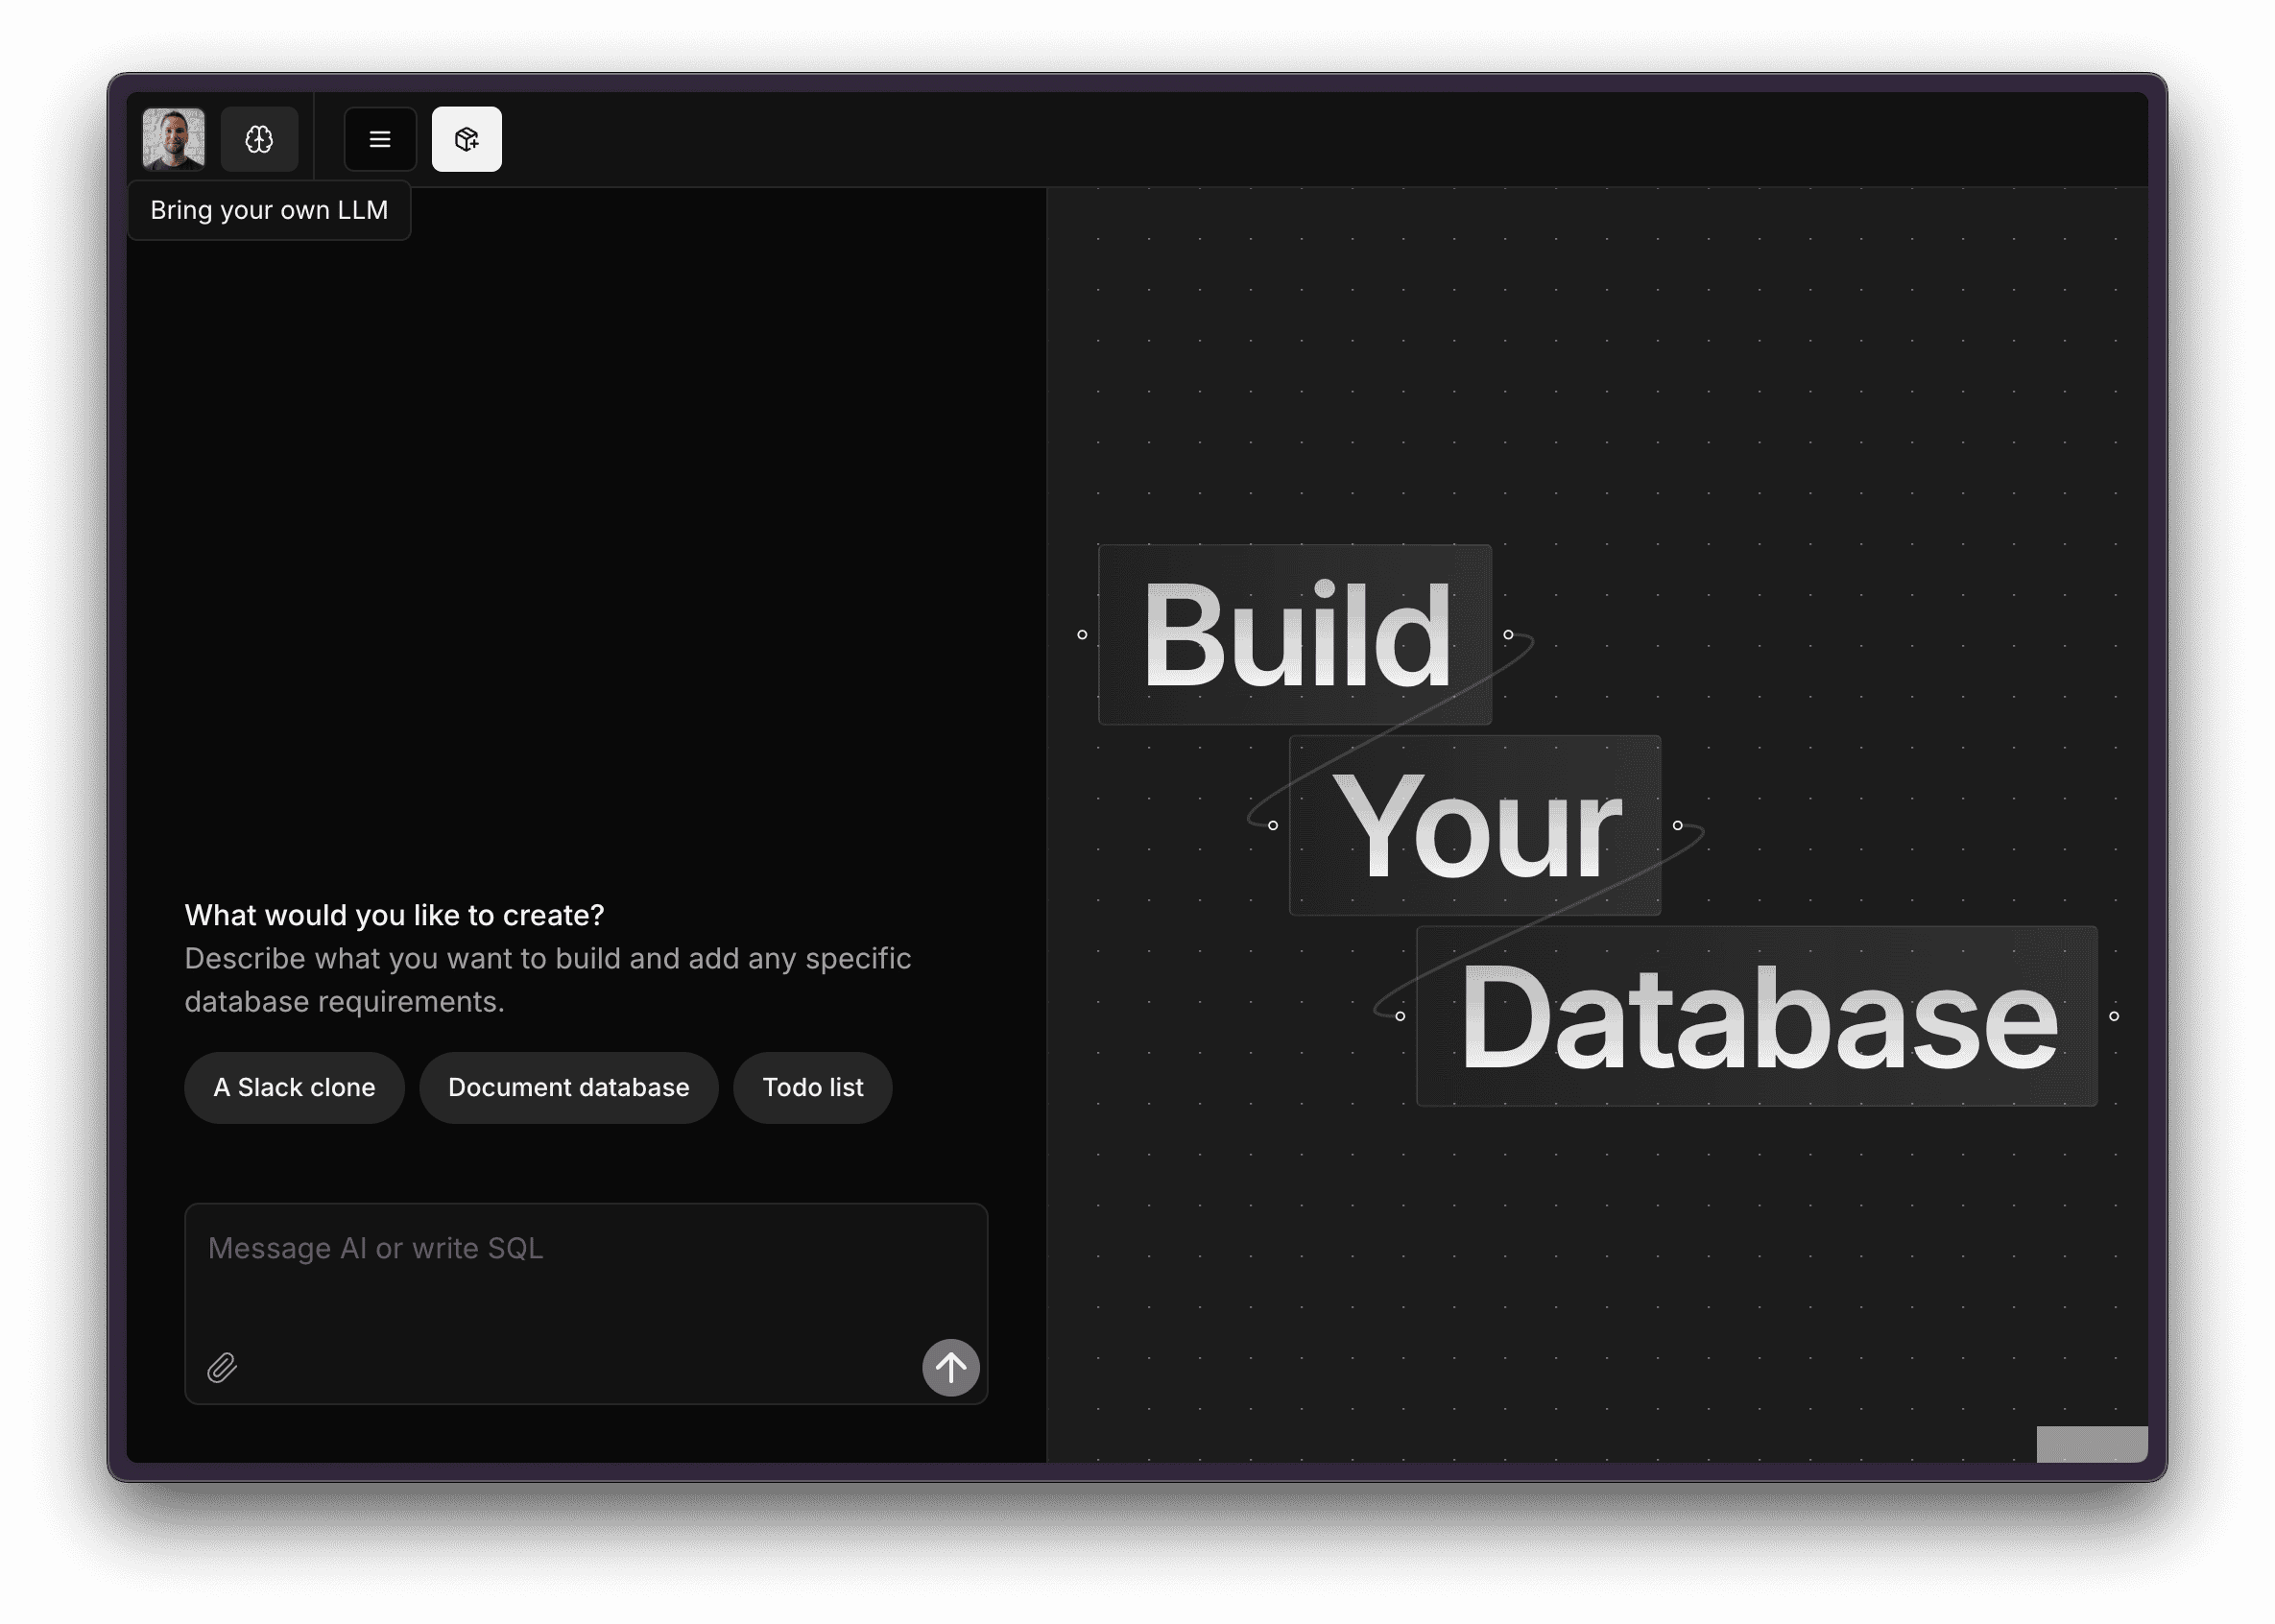 Bring your own LLM
What would you like to create?
Describe what you want to build and add any specific
database requirements.
A Slack clone Document database Todo list
Message AI or write SQL
Build
Your
Database